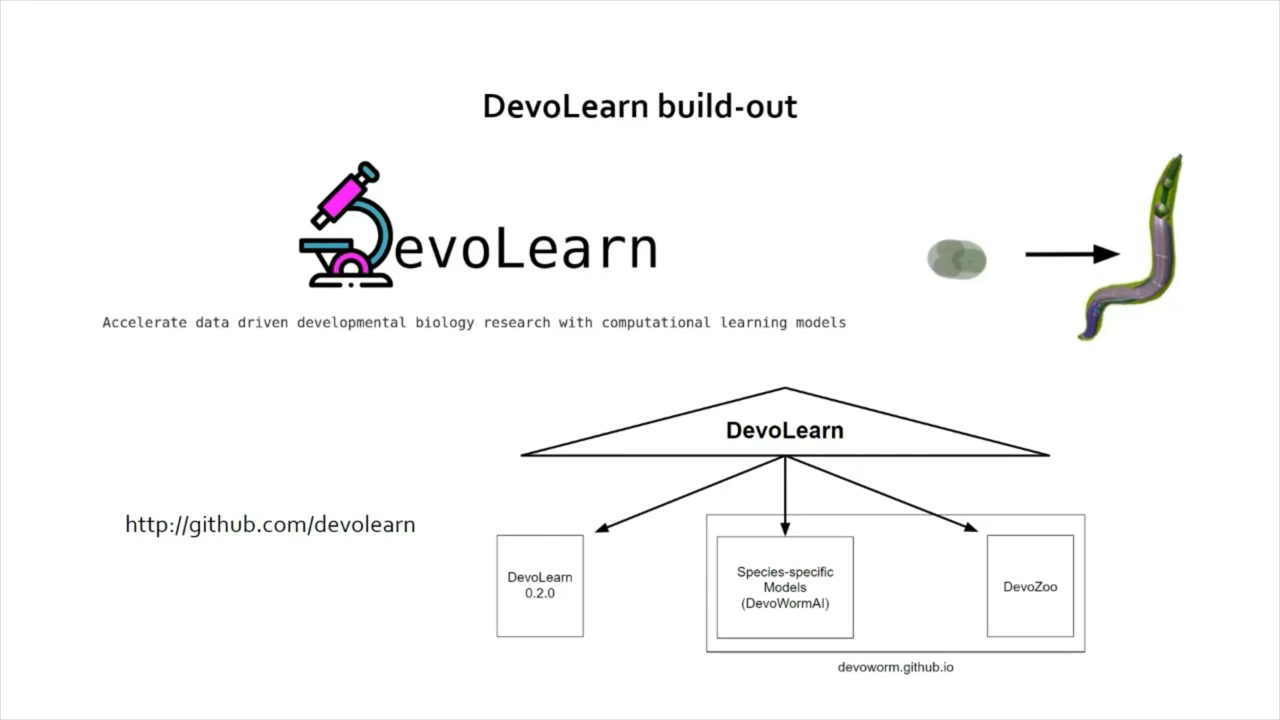 DevoLearn build-out
evoLearn
Accelerate data driven developmental biology research with computational learning models
DevoLearn
http://github.com/devolearn
DevoLearn
0.2.0
Species-specific
Models
(DevoWormAI)
DevoZoo
devoworm.github.io